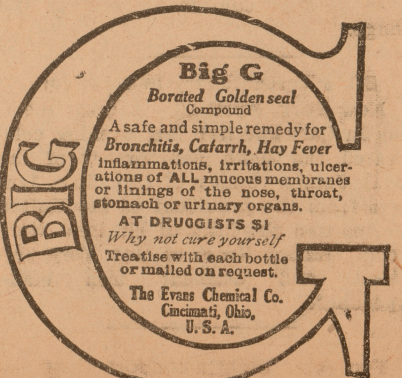 BIG
Big G
Borated Goldenseal
Compound
A safe and simple remedy for
Bronchitis, Catarrh, Hay Fever
inflammations, irritations, ulcer-
ations of ALL mucous membranes
or linings of the nose, throat,
stomach or urinary organs.
AT DRUGGISTS $1
Why not cure yourself
Treatise with each bottle
or mailed on request.
The Evans Chemical Co.
Cincinnati, Ohio,
U. S. A.